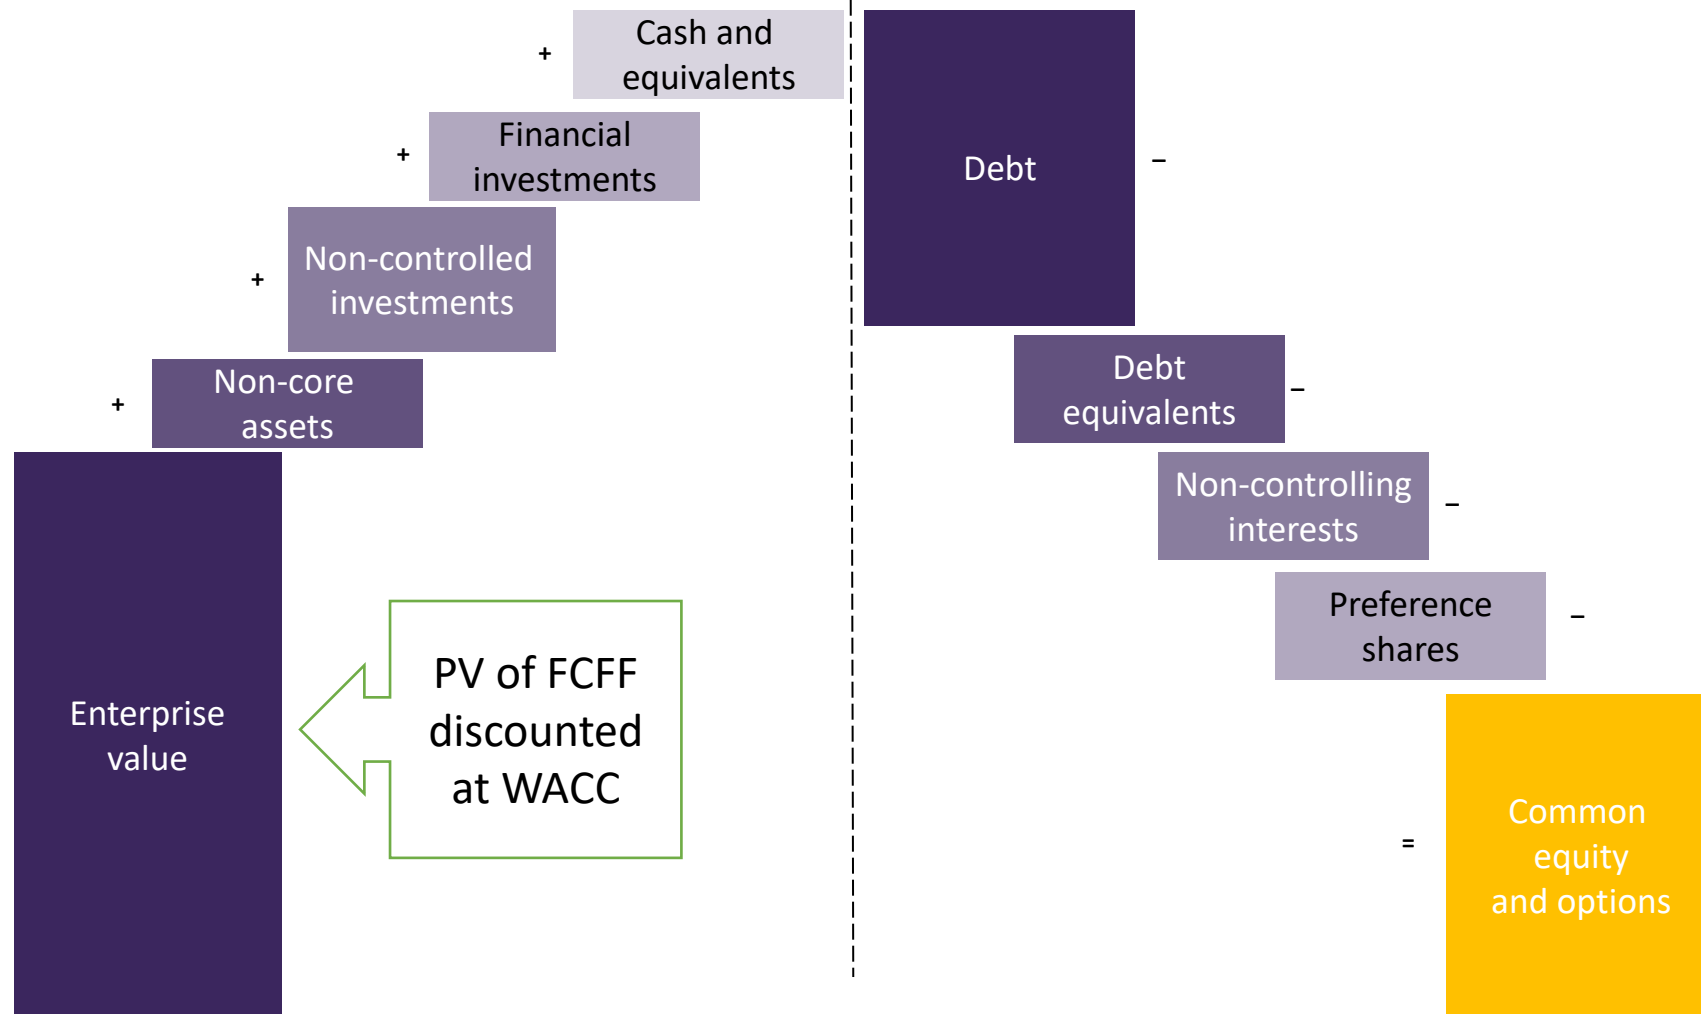 +
Cash and
equivalents
+
Financial
investments
+
Non-controlled
investments
+
Non-core
assets
Enterprise
value
PV of FCFF
discounted
at WACC
Debt
–
Debt
equivalents
–
Non-controlling
interests
–
Preference
shares
–
=
Common
equity
and options